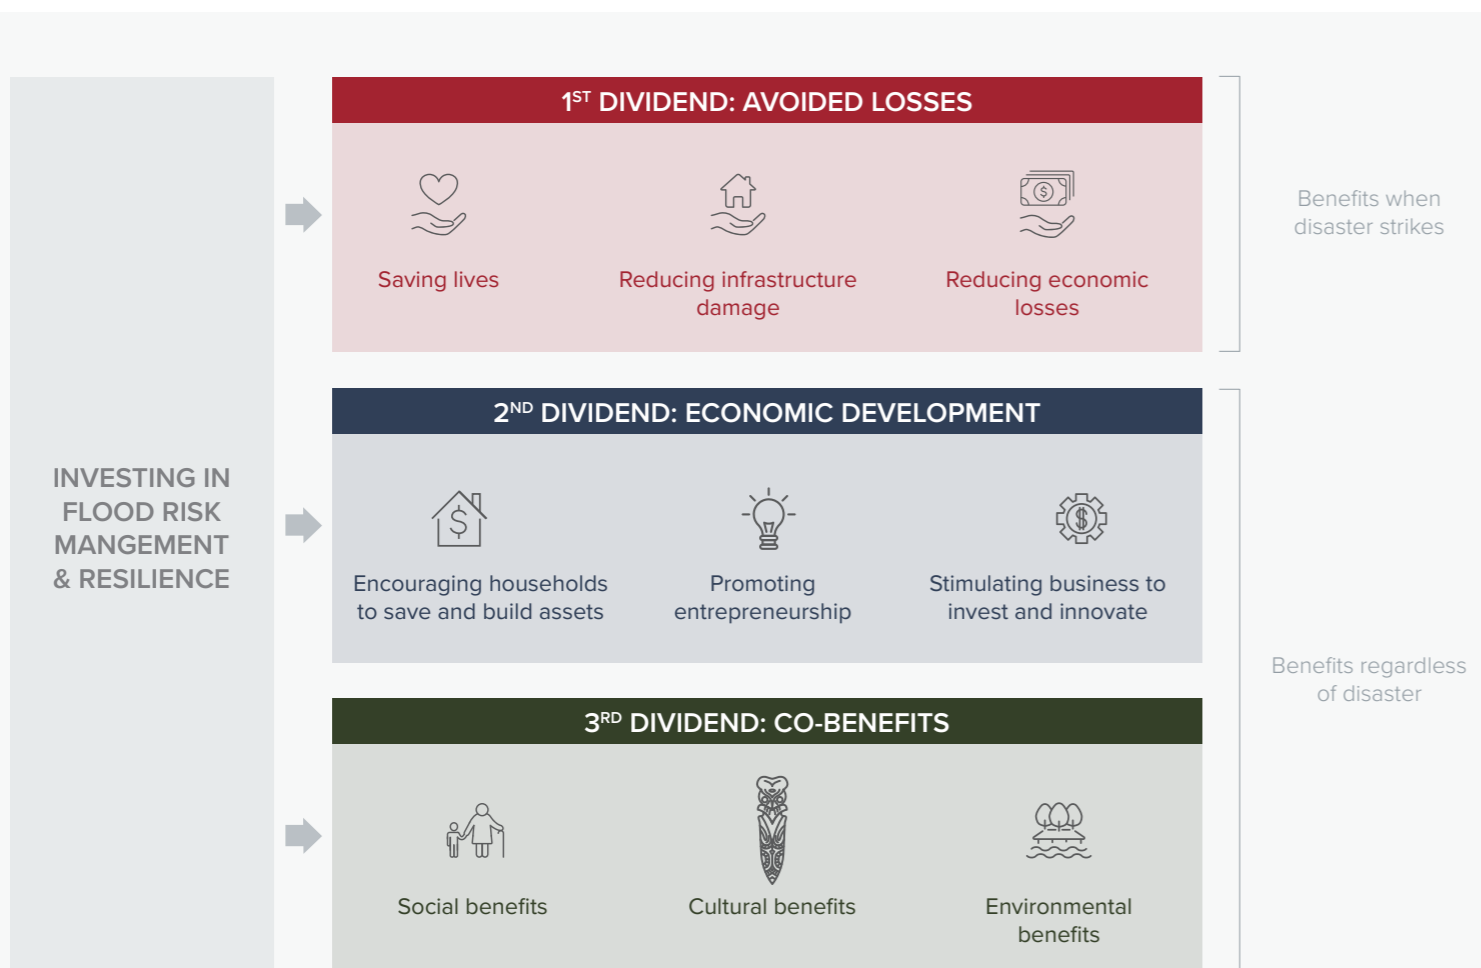 INVESTING IN
FLOOD RISK
MANGEMENT
& RESILIENCE
1ST DIVIDEND: AVOIDED LOSSES
Saving lives
Reducing infrastructure
damage
Reducing economic
losses
Benefits when
disaster strikes
2ND DIVIDEND: ECONOMIC DEVELOPMENT
Encouraging households
to save and build assets
Promoting
entrepreneurship
Stimulating business to
invest and innovate
3RD DIVIDEND: CO-BENEFITS
Social benefits
Cultural benefits
Environmental
benefits
Benefits regardless
of disaster